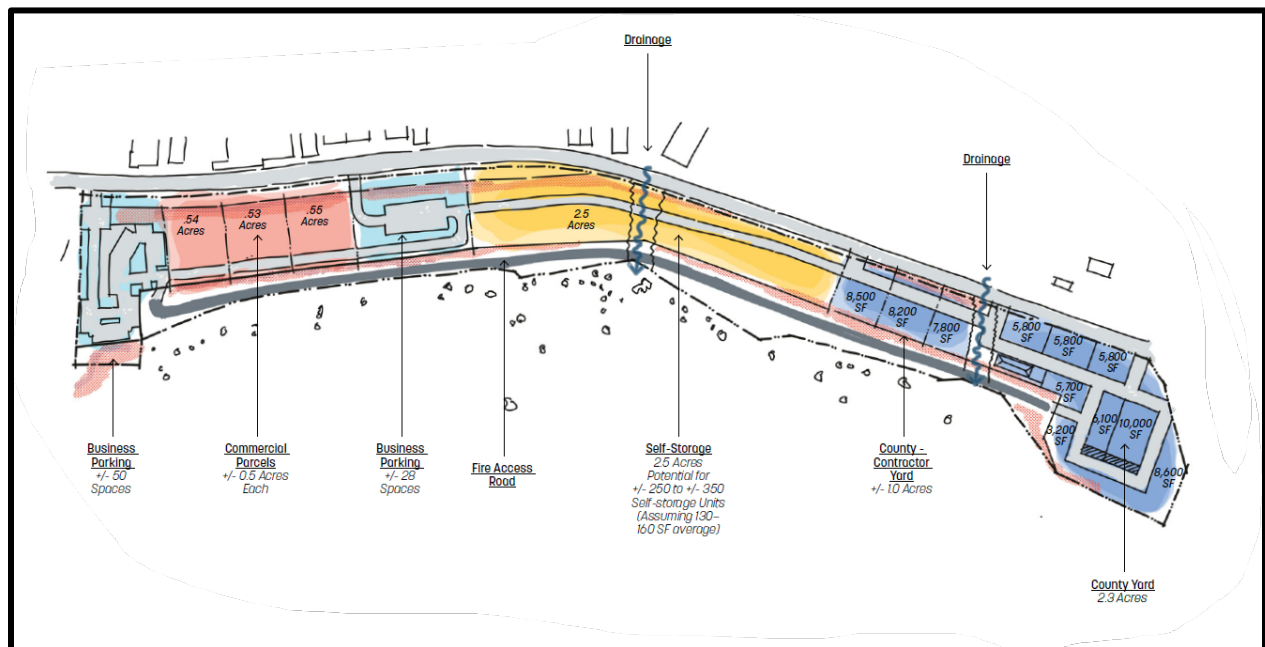 Drainage
Drainage
.54
Acres
.53
Acres
.55
Acres
2.5
Acres
8,500
SF
8,200
SF
7,800
SF
5,800
SF
5,800
SF
5,800
SF
5,700
SF
3,200
SF
6,100
SF
10,000
SF
8,600
SF
Business
Parking
+/- 50
Spaces
Commercial
Parcels
+/- 0.5 Acres
Each
Business
Parking
+/- 28
Spaces
Fire Access
Road
Self-Storage
2.5 Acres
Potential for
+/- 250 to +/- 350
Self-storage Units
(Assuming 130–
160 SF average)
County -
Contractor
Yard
+/- 1.0 Acres
County Yard
2.3 Acres